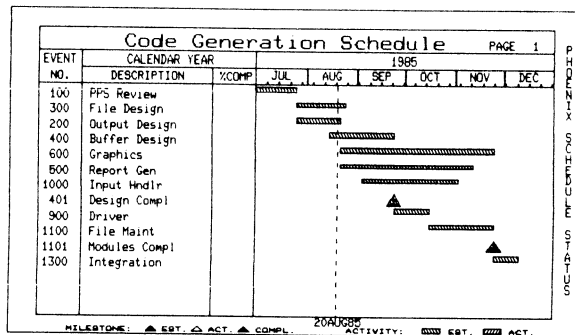 Code Generation Schedule PAGE 1
EVENT NO. CALENDAR YEAR 1985
DESCRIPTION %COMP JUL AUG SEP OCT NOV DEC
100 PPS Review
300 File Design
200 Output Design
400 Buffer Design
600 Graphics
500 Report Gen
1000 Input Hndlr
401 Design Compl
900 Driver
1100 File Maint
1101 Modules Compl
1300 Integration
20AUG85
MILESTONE: EST. ACT. COMPL. ACTIVITY: EST. ACT.
PHOENIX SCHEDULE STATUS